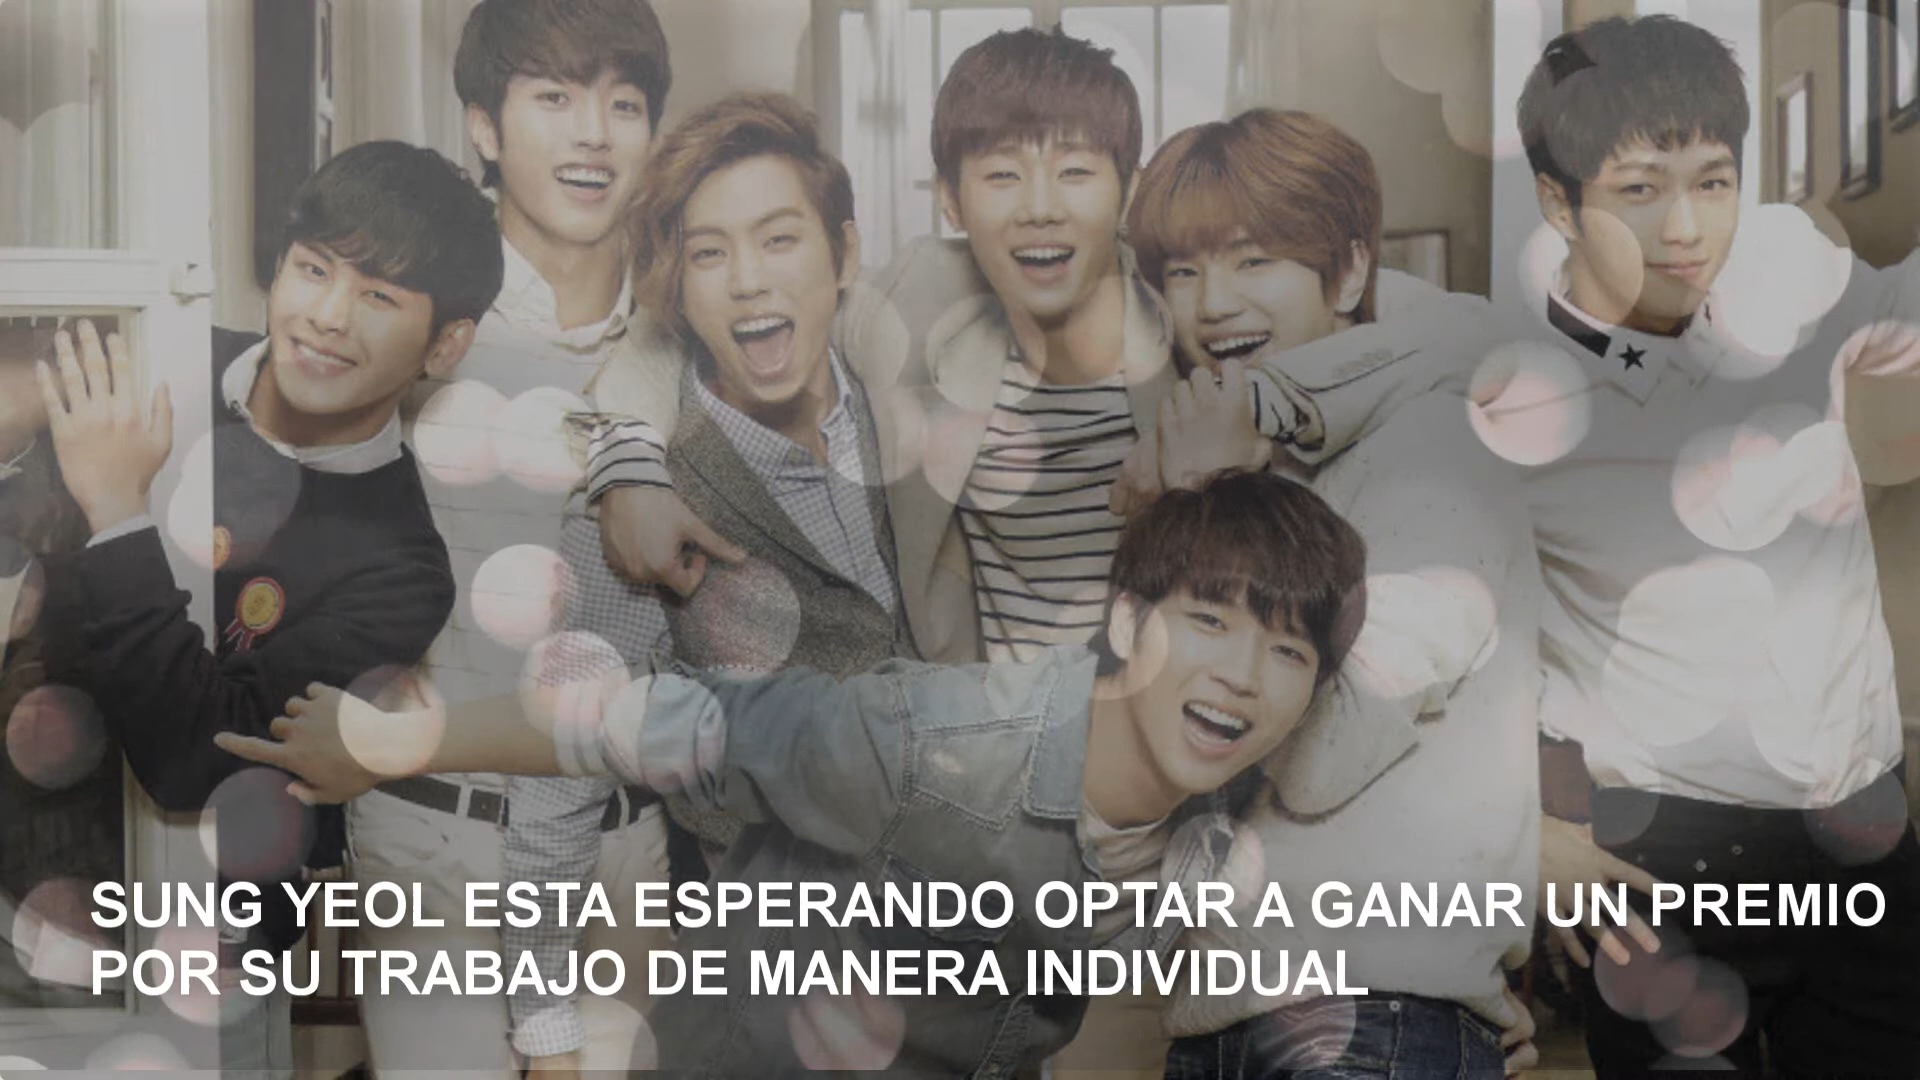 SUNG YEOL ESTA ESPERANDO OPTAR A GANAR UN PREMIO
POR SU TRABAJO DE MANERA INDIVIDUAL